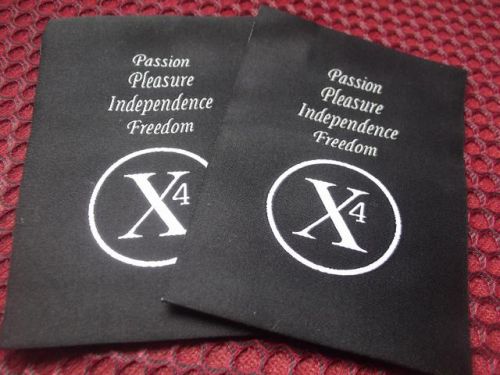 Passion
Pleasure
Independence
Freedom
X4
Passion
Pleasure
Independence
Freedom
X4